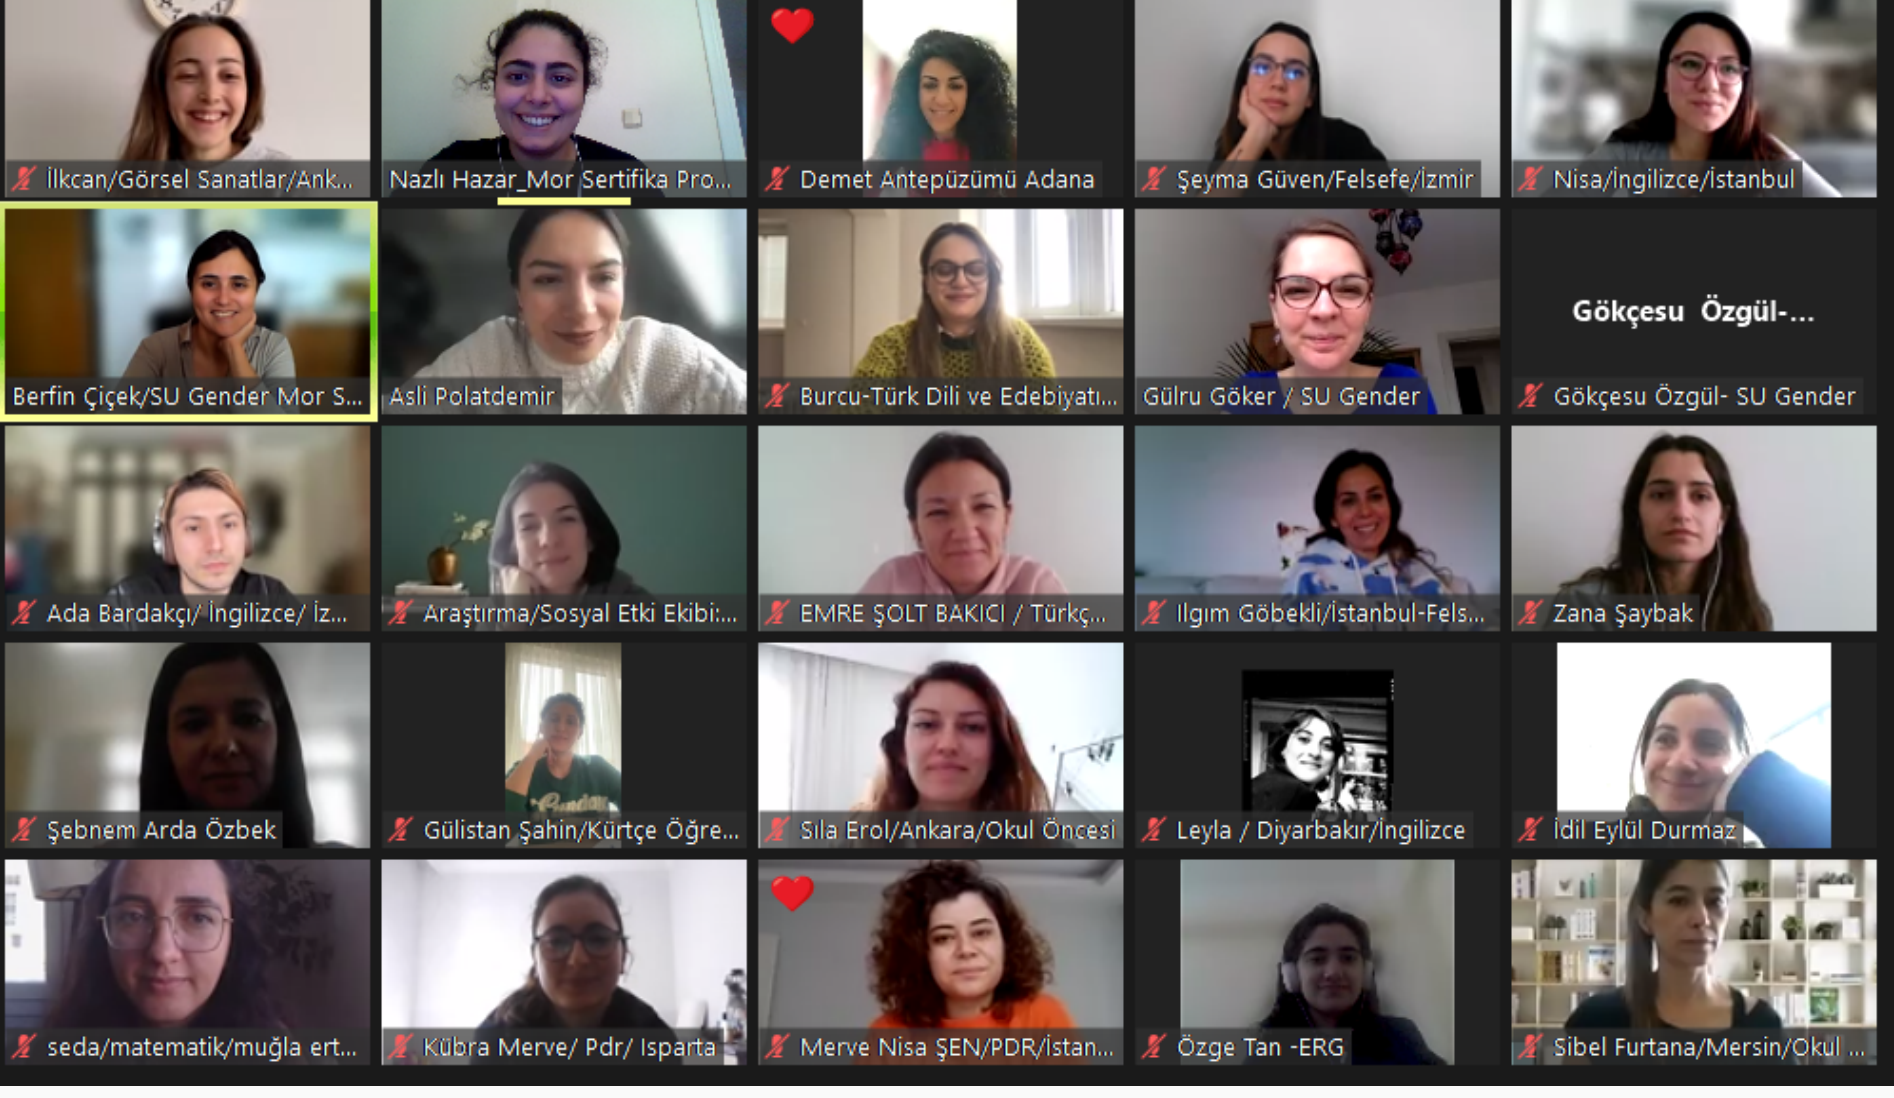 İlkcan/Görsel Sanatlar/Ank...
Nazlı Hazar_Mor Sertifika Pro...
Demet Antepüzümü Adana
Şeyma Güven/Felsefe/İzmir
Nisa/İngilizce/İstanbul
Berfin Çiçek/SU Gender Mor S...
Asli Polatdemir
Burcu-Türk Dili ve Edebiyatı...
Gülru Göker / SU Gender
Gökçesu Özgül-...
Gökçesu Özgül- SU Gender
Ada Bardakçı/ İngilizce/ İz...
Araştırma/Sosyal Etki Ekibi:...
EMRE ŞOLT BAKICI / Türkç...
Ilgım Göbekli/İstanbul-Fels...
Zana Şaybak
Şebnem Arda Özbek
Gülistan Şahin/Kürtçe Öğre...
Sıla Erol/Ankara/Okul Öncesi
Leyla / Diyarbakır/İngilizce
İdil Eylül Durmaz
seda/matematik/muğla ert...
Kübra Merve/ Pdr/ Isparta
Merve Nisa ŞEN/PDR/İstan...
Özge Tan -ERG
Sibel Furtana/Mersin/Okul ...